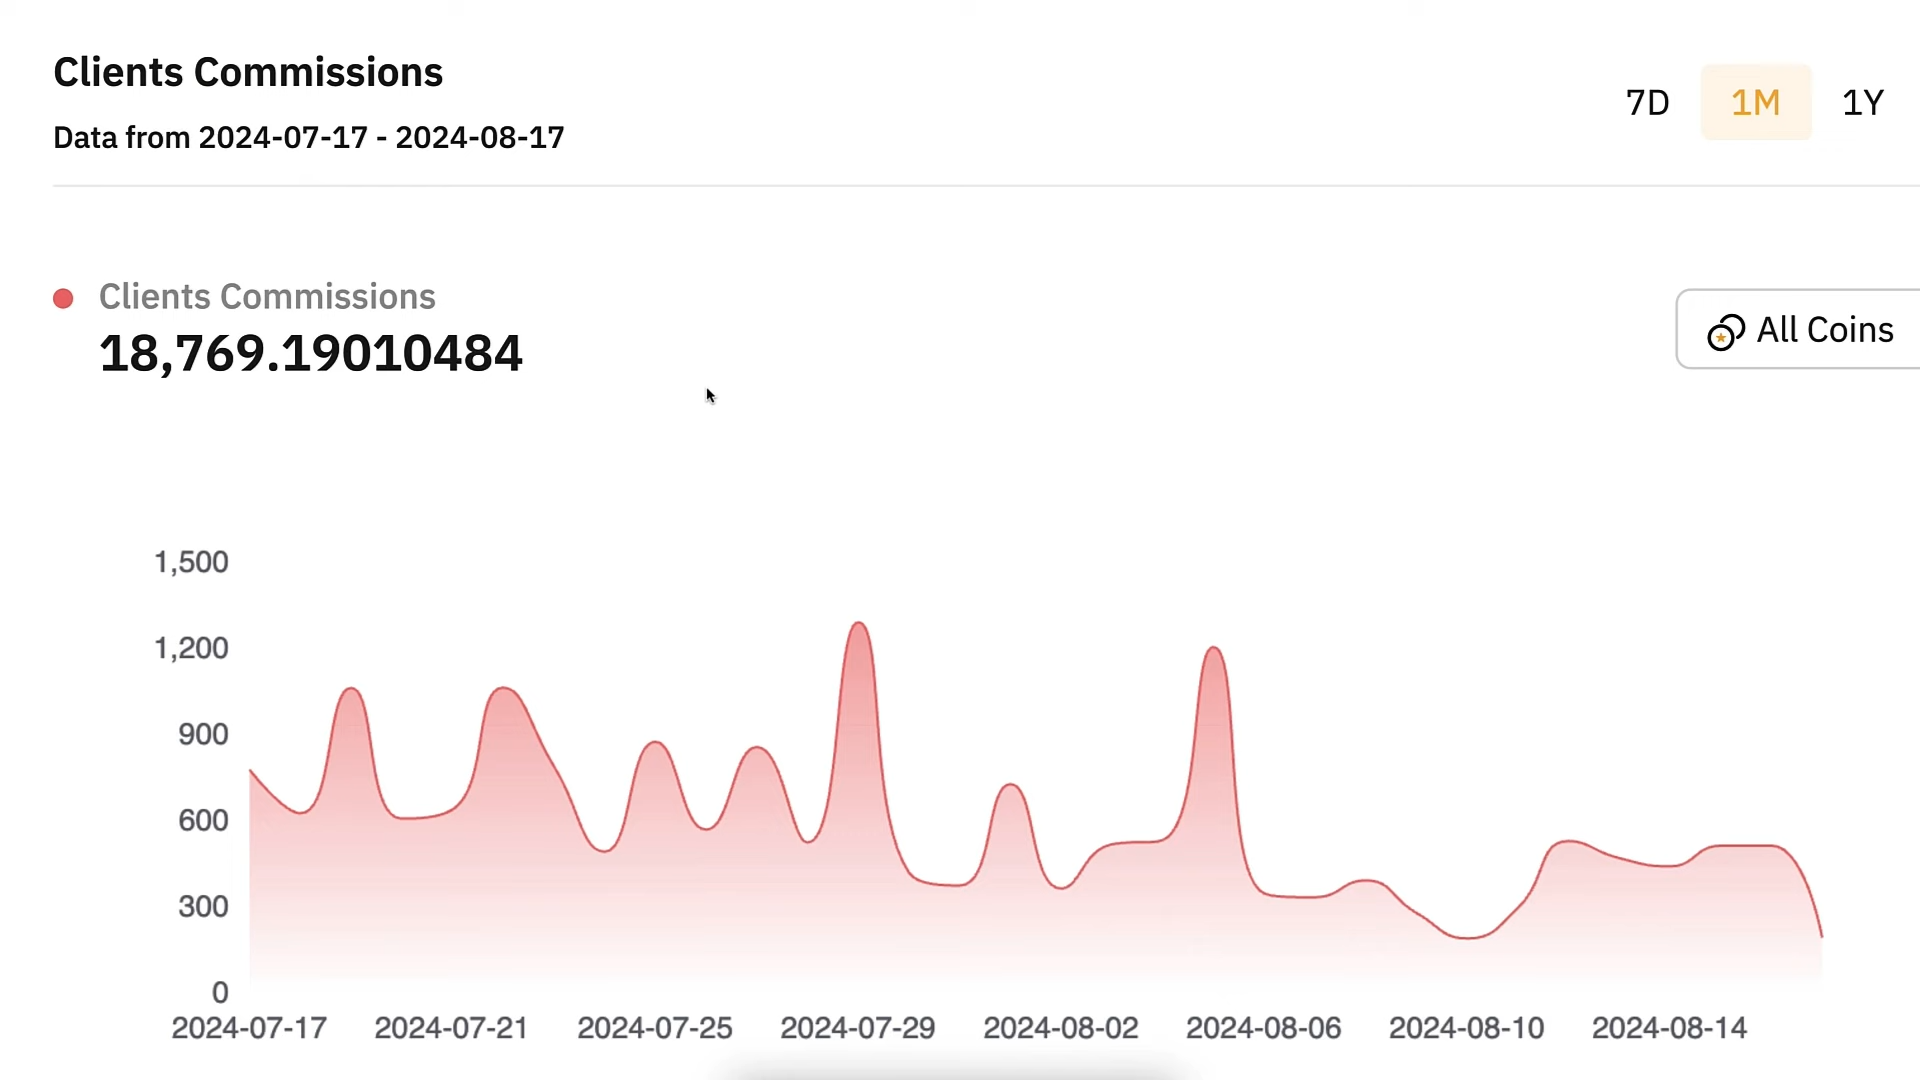 Clients Commissions
Data from 2024-07-17 - 2024-08-17
7D 1M 1Y
Clients Commissions
18,769.19010484
All Coins
1,500
1,200
900
600
300
0
2024-07-17 2024-07-21 2024-07-25 2024-07-29 2024-08-02 2024-08-06 2024-08-10 2024-08-14